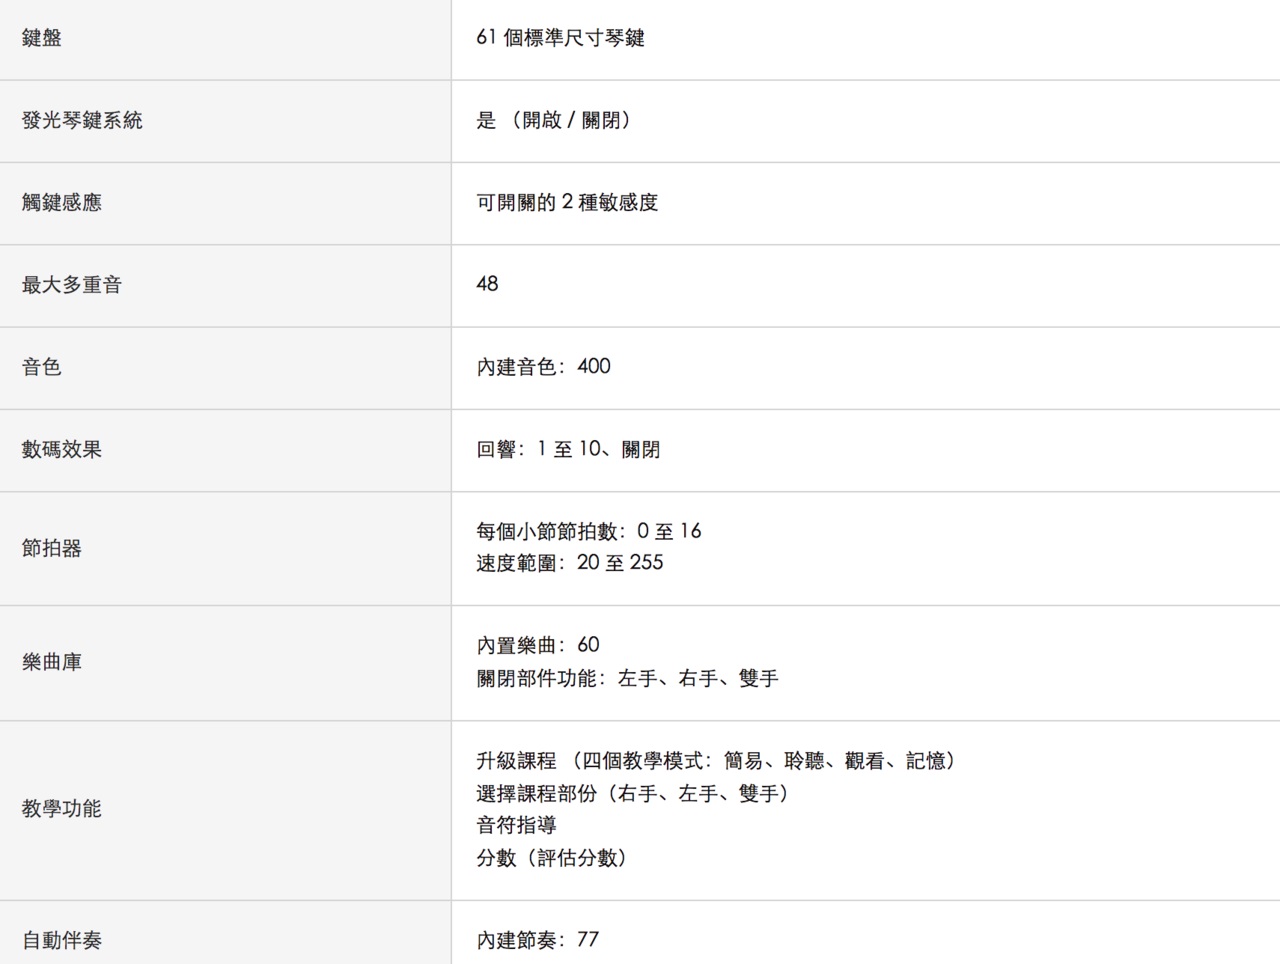 鍵盤
61 個標準尺寸琴鍵
發光琴鍵系統
是 （開啟 / 關閉）
觸鍵感應
可開關的 2 種敏感度
最大多重音
48
音色
內建音色：400
數碼效果
回響：1 至 10、關閉
節拍器
每個小節節拍數：0 至 16
速度範圍：20 至 255
樂曲庫
內置樂曲：60
關閉部件功能：左手、右手、雙手
教學功能
升級課程 （四個教學模式：簡易、聆聽、觀看、記憶）
選擇課程部份（右手、左手、雙手）
音符指導
分數（評估分數）
自動伴奏
內建節奏：77